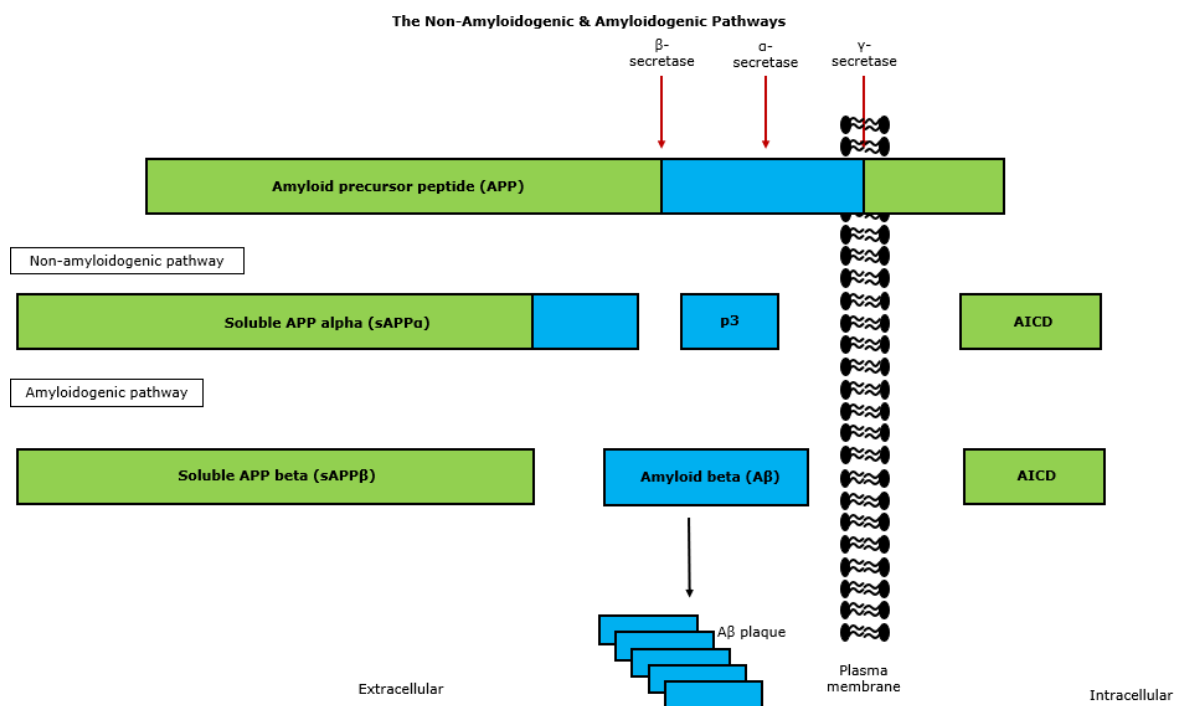 The Non-Amyloidogenic & Amyloidogenic Pathways
β-
secretase
α-
secretase
γ-
secretase
Amyloid precursor peptide (APP)
Non-amyloidogenic pathway
Soluble APP alpha (sAPPα)
p3
AICD
Amyloidogenic pathway
Soluble APP beta (sAPPβ)
Amyloid beta (Aβ)
AICD
Aβ plaque
Extracellular
Plasma
membrane
Intracellular